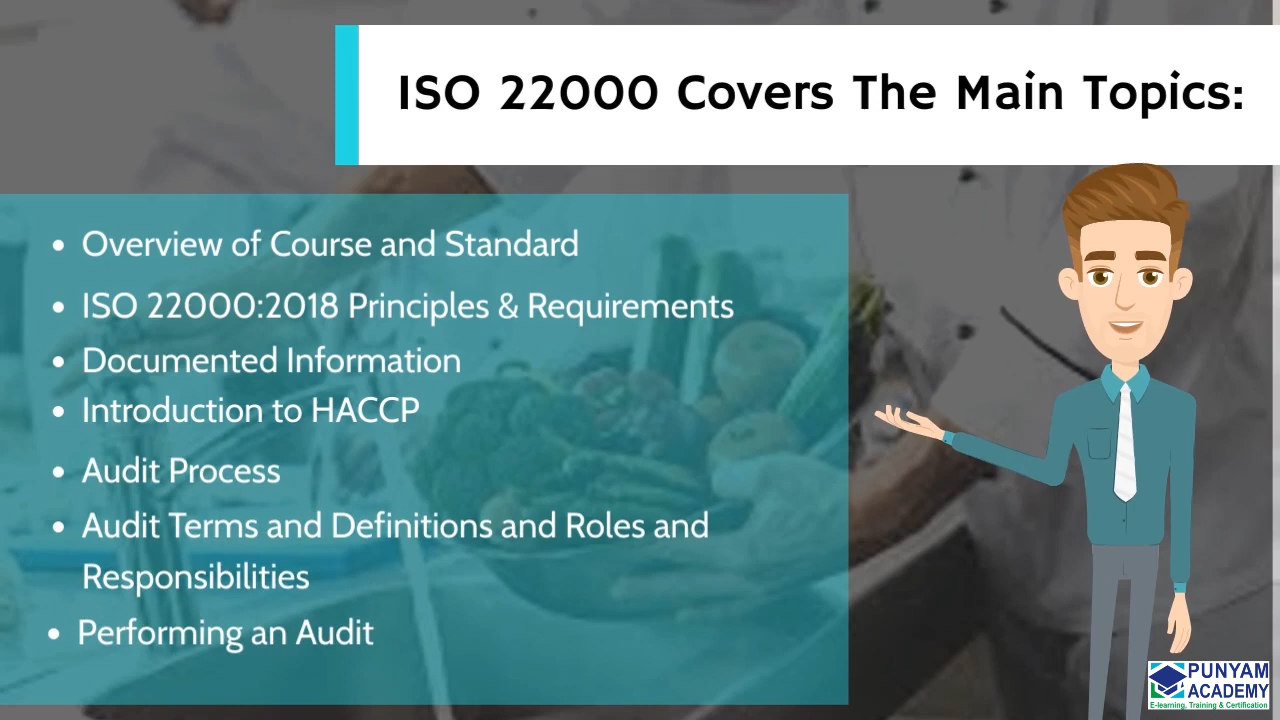 ISO 22000 Covers The Main Topics:
• Overview of Course and Standard
• ISO 22000:2018 Principles & Requirements
• Documented Information
• Introduction to HACCP
• Audit Process
• Audit Terms and Definitions and Roles and
Responsibilities
• Performing an Audit
PUNYAM
ACADEMY
E-learning, Training & Certification